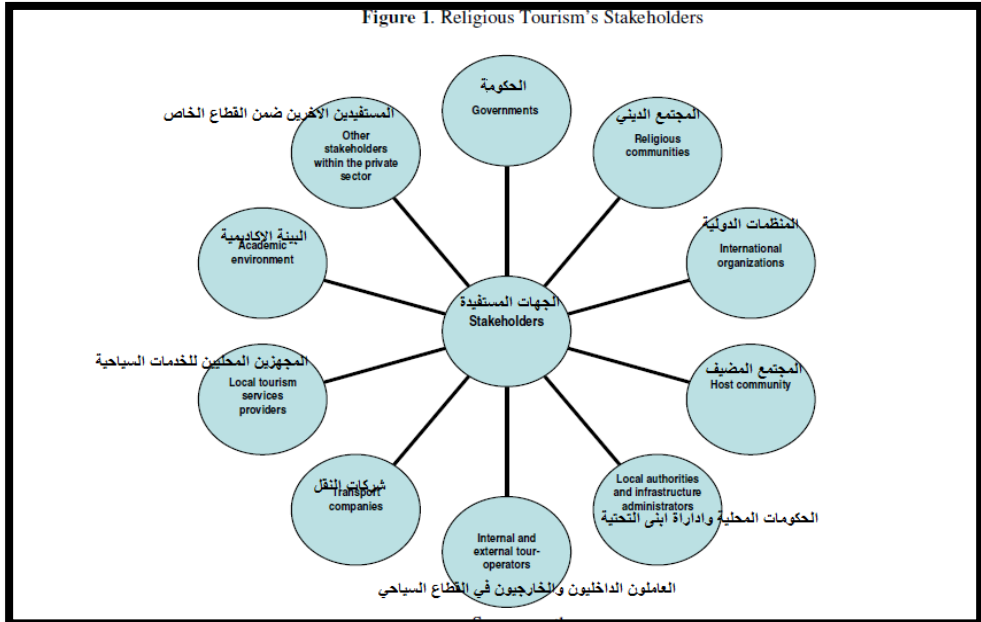 Figure 1. Religious Tourism's Stakeholders
الحكومة
Governments
المجتمع الديني
Religious
communities
المنظمات الدولية
International
organizations
المجتمع المضيف
Host community
Local authorities
and infrastructure
administrators
الحكومات المحلية واداراة ابنى التحتية
Internal and
external tour-
operators
العاملون الداخليون والخارجيون في القطاع السياحي
شركات النقل
Transport
companies
المجهزين المحليين للخدمات السياحية
Local tourism
services
providers
البيئة الاكاديمية
Academic
environment
المستفيدين الآخرين ضمن القطاع الخاص
Other
stakeholders
within the private
sector
الجهات المستفيدة
Stakeholders